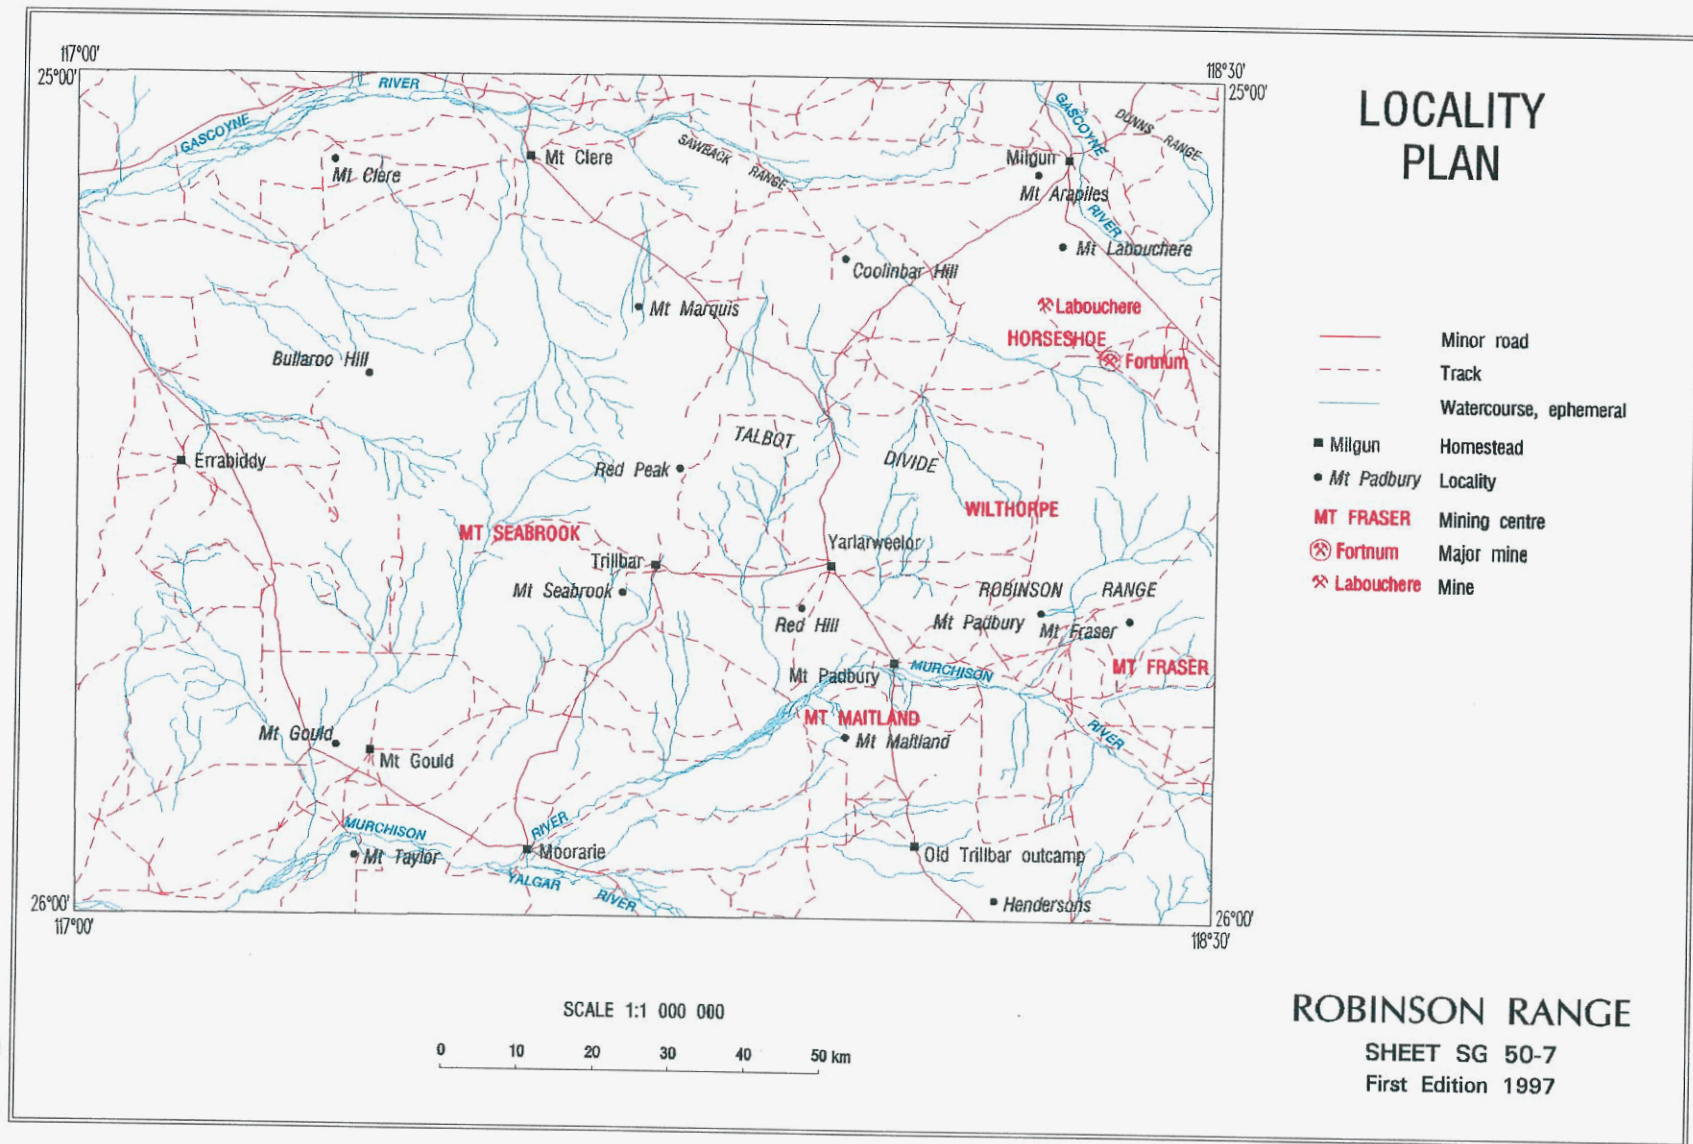 117°00'
25°00'
118°30'
25°00'
LOCALITY
PLAN
RIVER
GASCOYNE
GASCOYNE
DUNNS RANGE
SAWBACK RANGE
Mt Clere
Mt Clere
Milgun
Mt Arapiles
RIVER
Mt Labouchere
Coolinbar Hill
Labouchere
Mt Marquis
HORSESHOE
Fortnum
Bullaroo Hill
TALBOT
DIVIDE
Errabiddy
Red Peak
WILTHORPE
MT SEABROOK
Yarlarweelor
Trillbar
Mt Seabrook
ROBINSON RANGE
Red Hill
Mt Padbury
Mt Fraser
MURCHISON
MT FRASER
Mt Padbury
MT MAITLAND
RIVER
Mt Gould
Mt Maitland
Mt Gould
MURCHISON
RIVER
Mt Taylor
Moorarie
Old Trillbar outcamp
YALGAR
RIVER
Hendersons
26°00'
117°00'
26°00'
118°30'
Minor road
Track
Watercourse, ephemeral
Milgun Homestead
Mt Padbury Locality
MT FRASER Mining centre
Fortnum Major mine
Labouchere Mine
SCALE 1:1 000 000
0 10 20 30 40 50 km
ROBINSON RANGE
SHEET SG 50-7
First Edition 1997